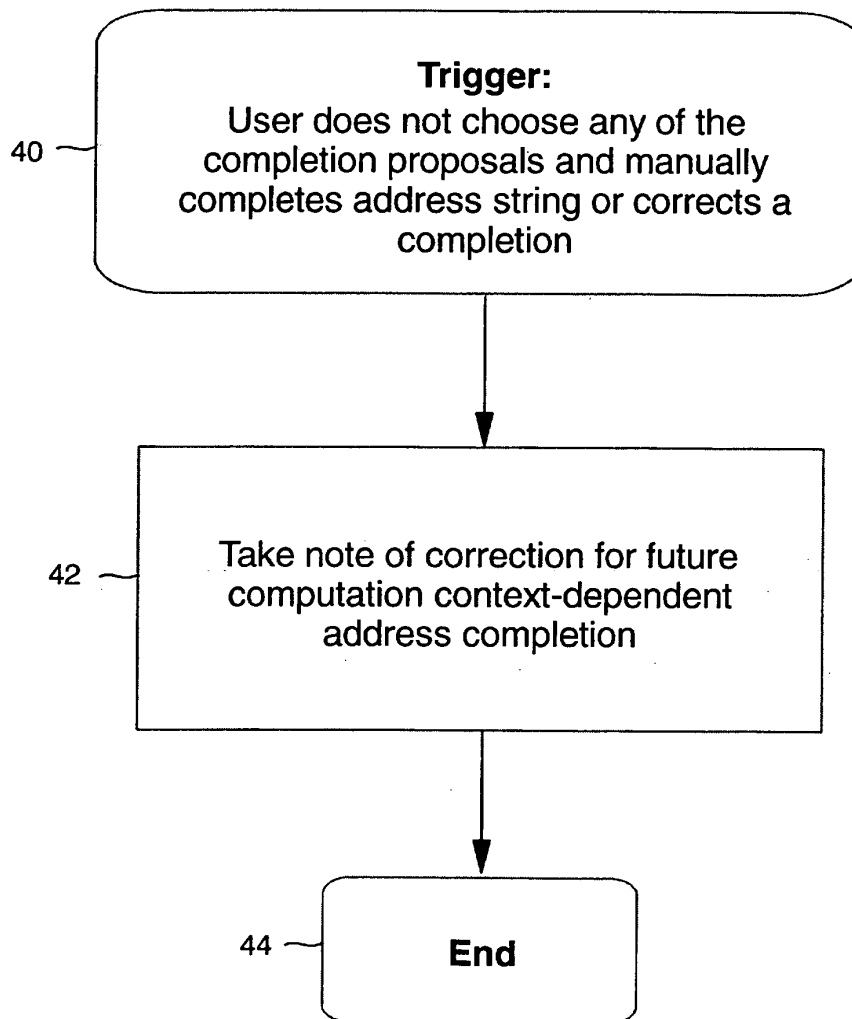 Trigger:
40
User does not choose any of the
completion proposals and manually
completes address string or corrects a
completion
42
Take note of correction for future
computation context-dependent
address completion
44
End